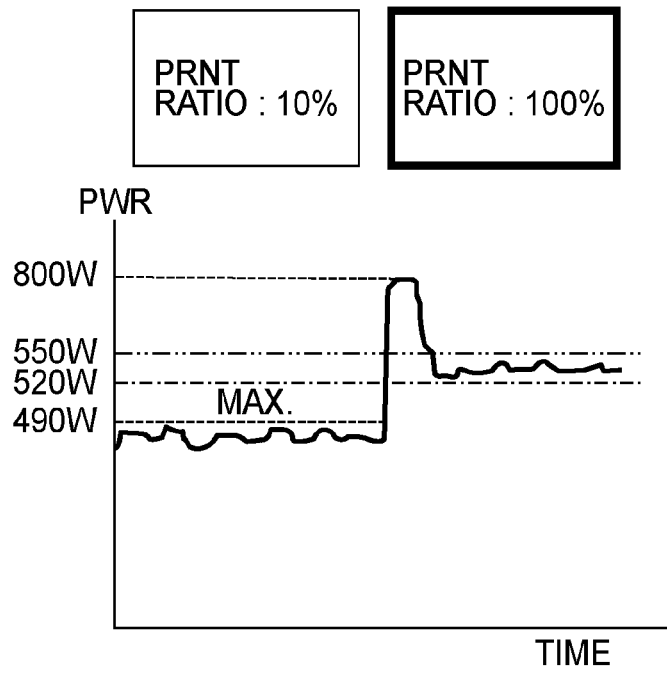 PRNT
RATIO : 10%
PRNT
RATIO : 100%
PWR
800W
550W
520W
490W
MAX.
TIME